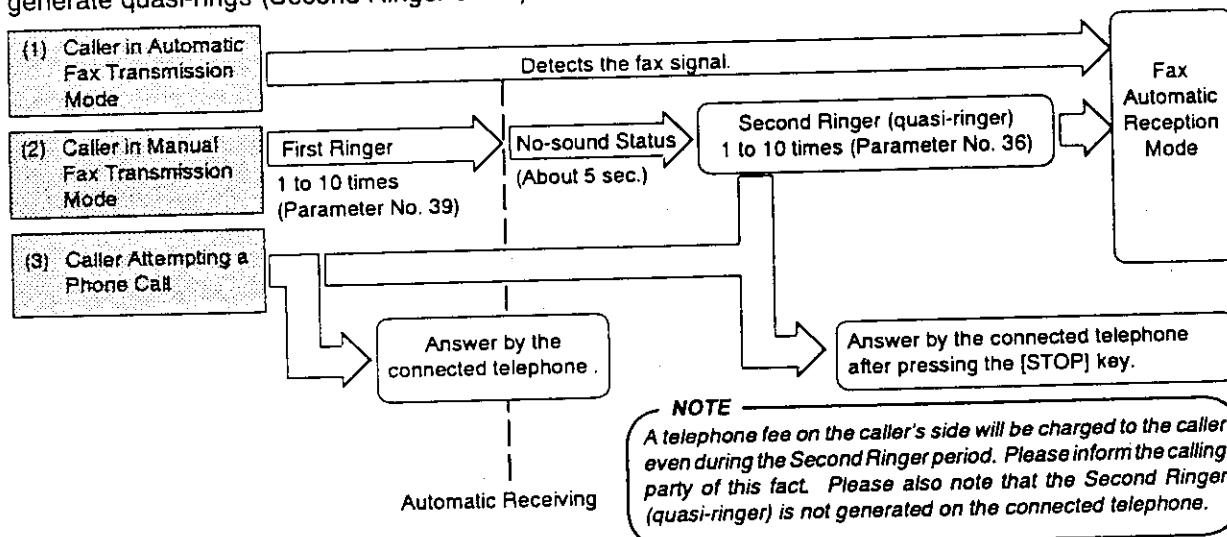 generate quasi-rings (Second Ringer
(1) Caller in Automatic
Fax Transmission
Mode
Detects the fax signal.
Fax
Automatic
Reception
Mode
(2) Caller in Manual
Fax Transmission
Mode
First Ringer
1 to 10 times
(Parameter No. 39)
No-sound Status
(About 5 sec.)
Second Ringer (quasi-ringer)
1 to 10 times (Parameter No. 36)
(3) Caller Attempting a
Phone Call
Answer by the
connected telephone .
Answer by the connected telephone
after pressing the [STOP] key.
Automatic Receiving
NOTE
A telephone fee on the caller's side will be charged to the caller
even during the Second Ringer period. Please inform the calling
party of this fact. Please also note that the Second Ringer
(quasi-ringer) is not generated on the connected telephone.